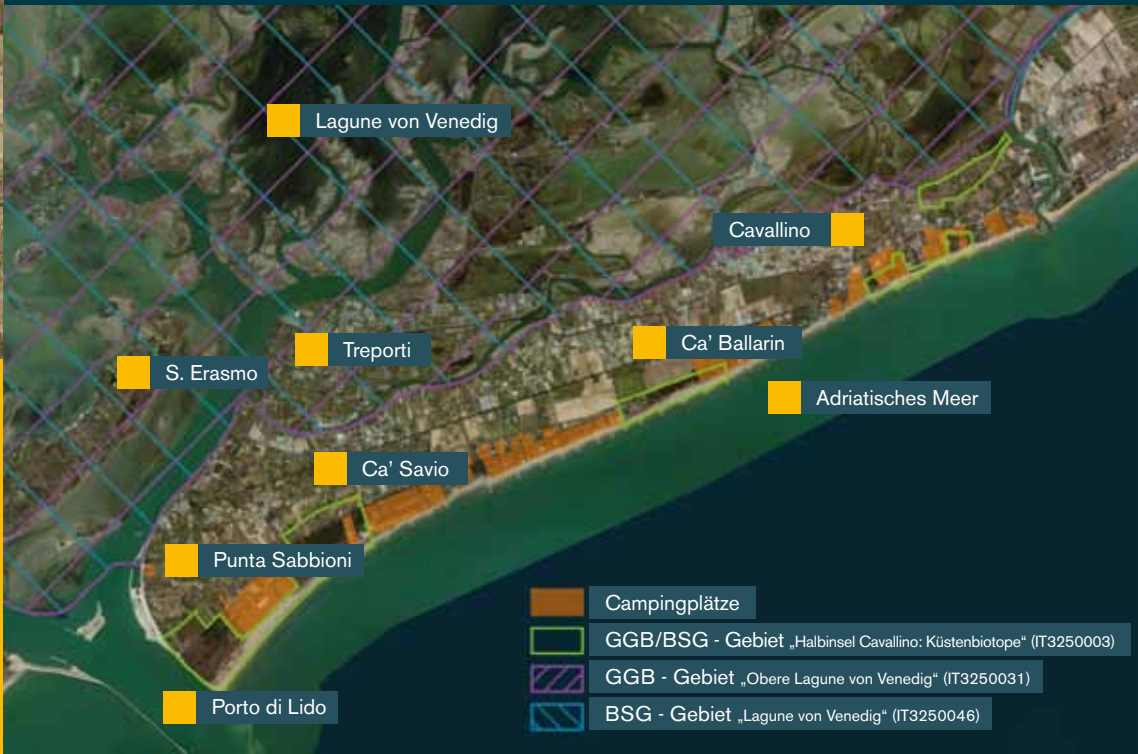 Lagune von Venedig
Cavallino
Ca’ Ballarin
Treporti
S. Erasmo
Adriatisches Meer
Ca’ Savio
Punta Sabbioni
Porto di Lido
Campingplätze
GGB/BSG - Gebiet „Halbinsel Cavallino: Küstenbiotope“ (IT3250003)
GGB - Gebiet „Obere Lagune von Venedig“ (IT3250031)
BSG - Gebiet „Lagune von Venedig“ (IT3250046)